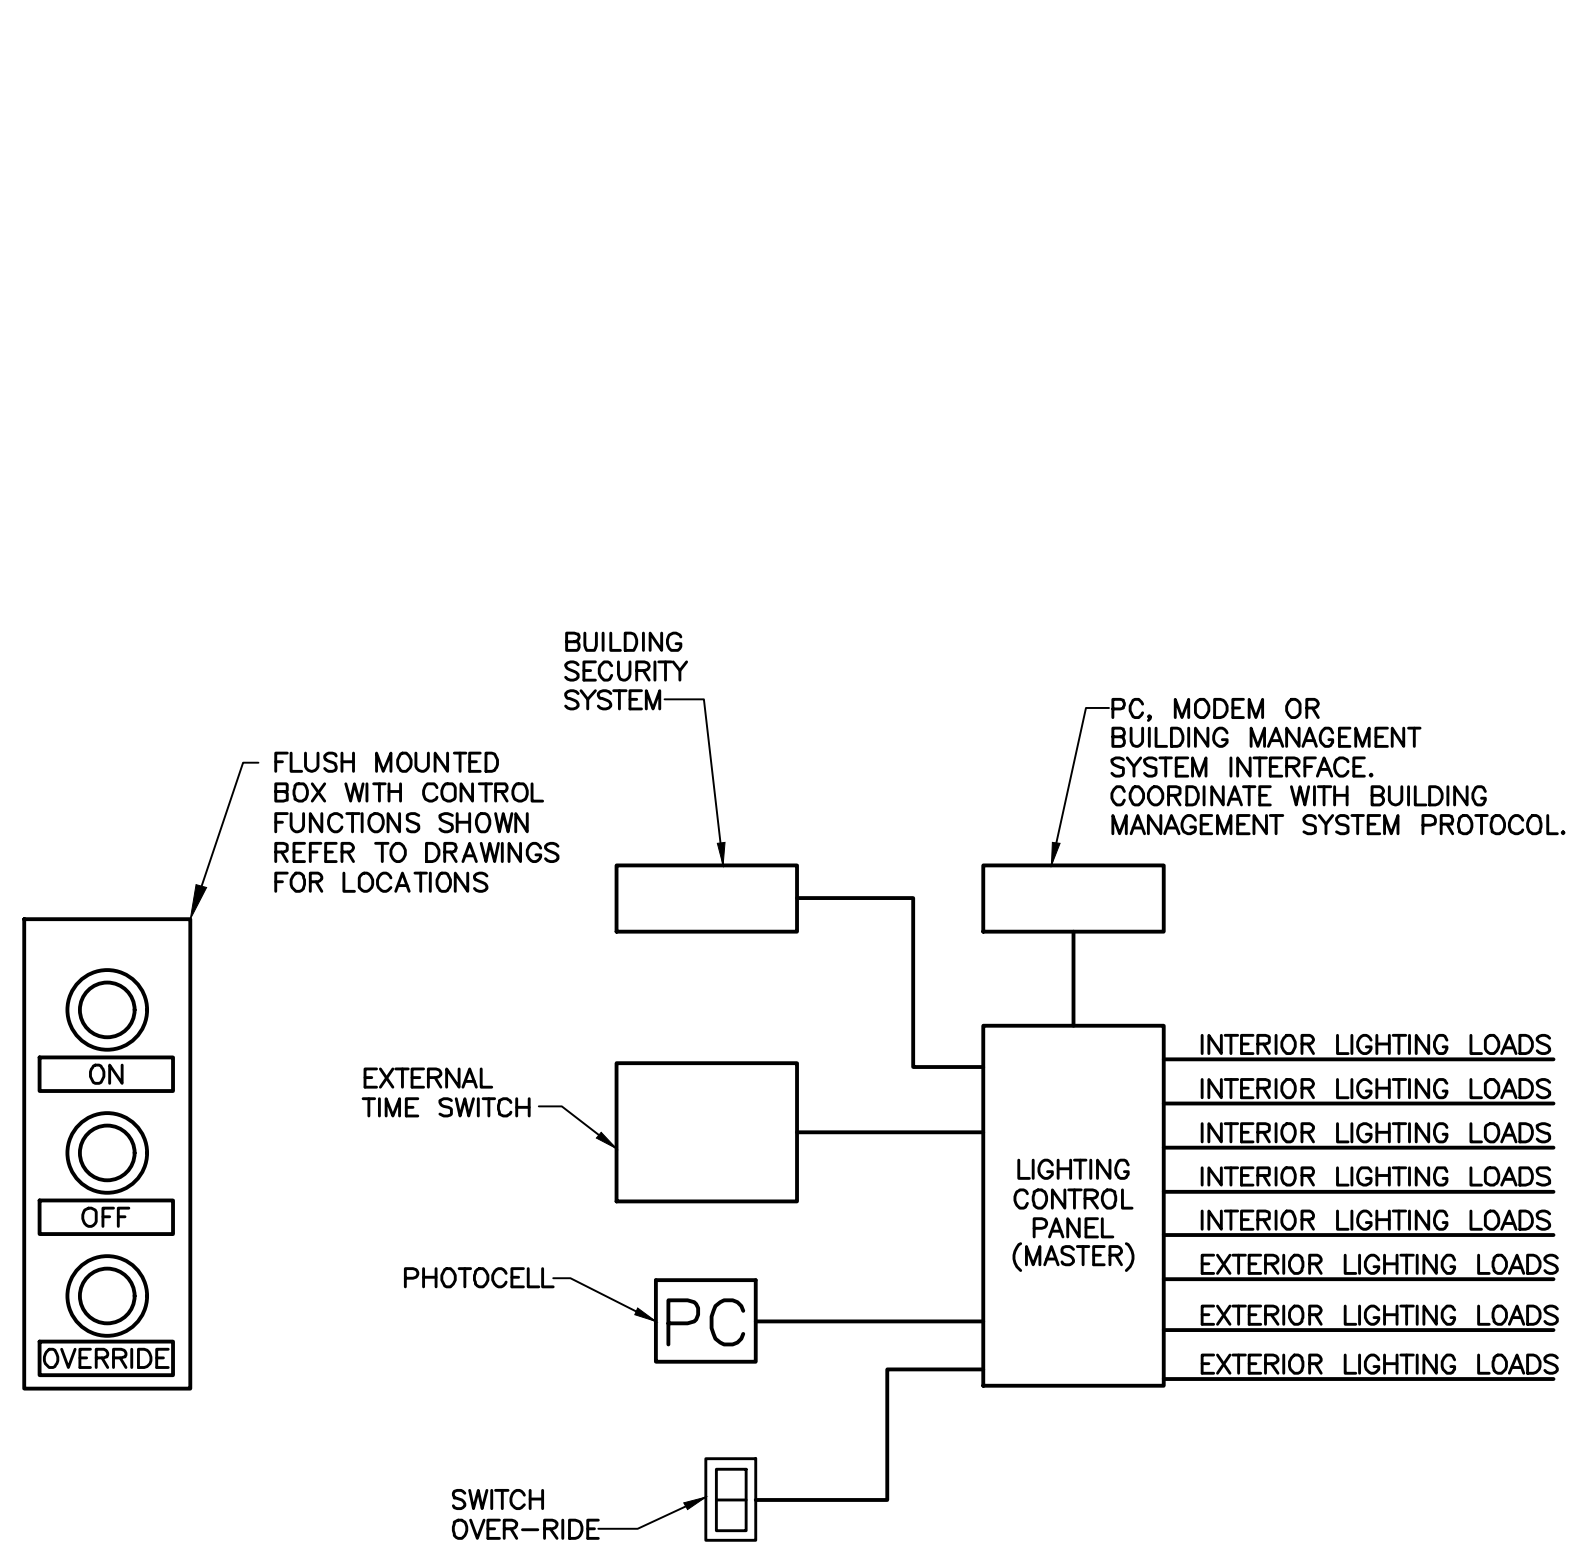 BUILDING
SECURITY
SYSTEM
PC, MODEM OR
BUILDING MANAGEMENT
SYSTEM INTERFACE.
COORDINATE WITH BUILDING
MANAGEMENT SYSTEM PROTOCOL.
FLUSH MOUNTED
BOX WITH CONTROL
FUNCTIONS SHOWN
REFER TO DRAWINGS
FOR LOCATIONS
ON
OFF
OVERRIDE
EXTERNAL
TIME SWITCH
PHOTOCELL
PC
SWITCH
OVER-RIDE
LIGHTING
CONTROL
PANEL
(MASTER)
INTERIOR LIGHTING LOADS
INTERIOR LIGHTING LOADS
INTERIOR LIGHTING LOADS
INTERIOR LIGHTING LOADS
INTERIOR LIGHTING LOADS
EXTERIOR LIGHTING LOADS
EXTERIOR LIGHTING LOADS
EXTERIOR LIGHTING LOADS